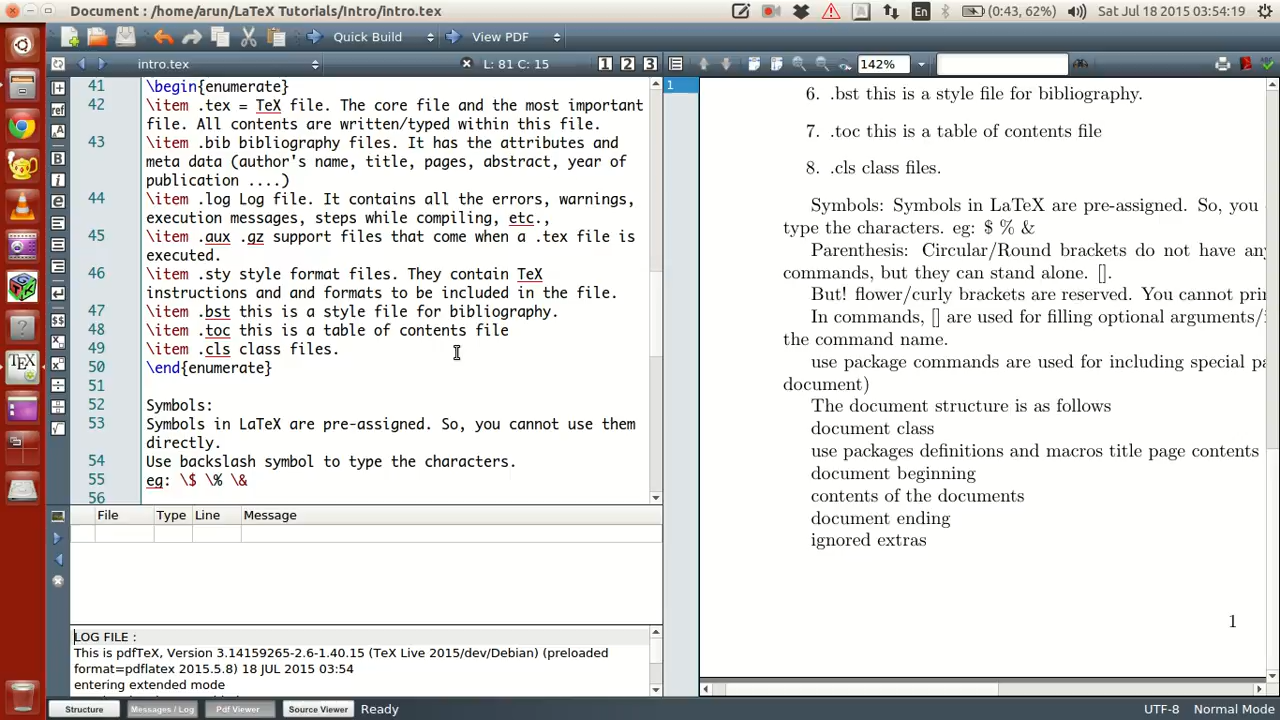 Document : /home/arun/LaTeX Tutorials/Intro/intro.tex
En
(0:43, 62%)
Sat Jul 18 2015 03:54:19
Quick Build
View PDF
intro.tex
L: 81 C: 15
1
2
3
142%
41 \begin{enumerate}
42 \item .tex = TeX file. The core file and the most important
file. All contents are written/typed within this file.
43 \item .bib bibliography files. It has the attributes and
meta data (author's name, title, pages, abstract, year of
publication ....)
44 \item .log Log file. It contains all the errors, warnings,
execution messages, steps while compiling, etc.,
45 \item .aux .gz support files that come when a .tex file is
executed.
46 \item .sty style format files. They contain TeX
instructions and and formats to be included in the file.
47 \item .bst this is a style file for bibliography.
48 \item .toc this is a table of contents file
49 \item .cls class files.
50 \end{enumerate}
51
52 Symbols:
53 Symbols in LaTeX are pre-assigned. So, you cannot use them
directly.
54 Use backslash symbol to type the characters.
55 eg: \$ \% \&
56
1
6. .bst this is a style file for bibliography.
7. .toc this is a table of contents file
8. .cls class files.
Symbols: Symbols in LaTeX are pre-assigned. So, you
type the characters. eg: $ % &
Parenthesis: Circular/Round brackets do not have any
commands, but they can stand alone. [].
But! flower/curly brackets are reserved. You cannot prin
In commands, [] are used for filling optional arguments/
the command name.
use package commands are used for including special pa
document)
The document structure is as follows
document class
use packages definitions and macros title page contents
document beginning
contents of the documents
document ending
ignored extras
1
File Type Line Message
LOG FILE :
This is pdfTeX, Version 3.14159265-2.6-1.40.15 (TeX Live 2015/dev/Debian) (preloaded
format=pdflatex 2015.5.8) 18 JUL 2015 03:54
entering extended mode
Structure
Messages / Log
Pdf Viewer
Source Viewer
Ready
UTF-8
Normal Mode